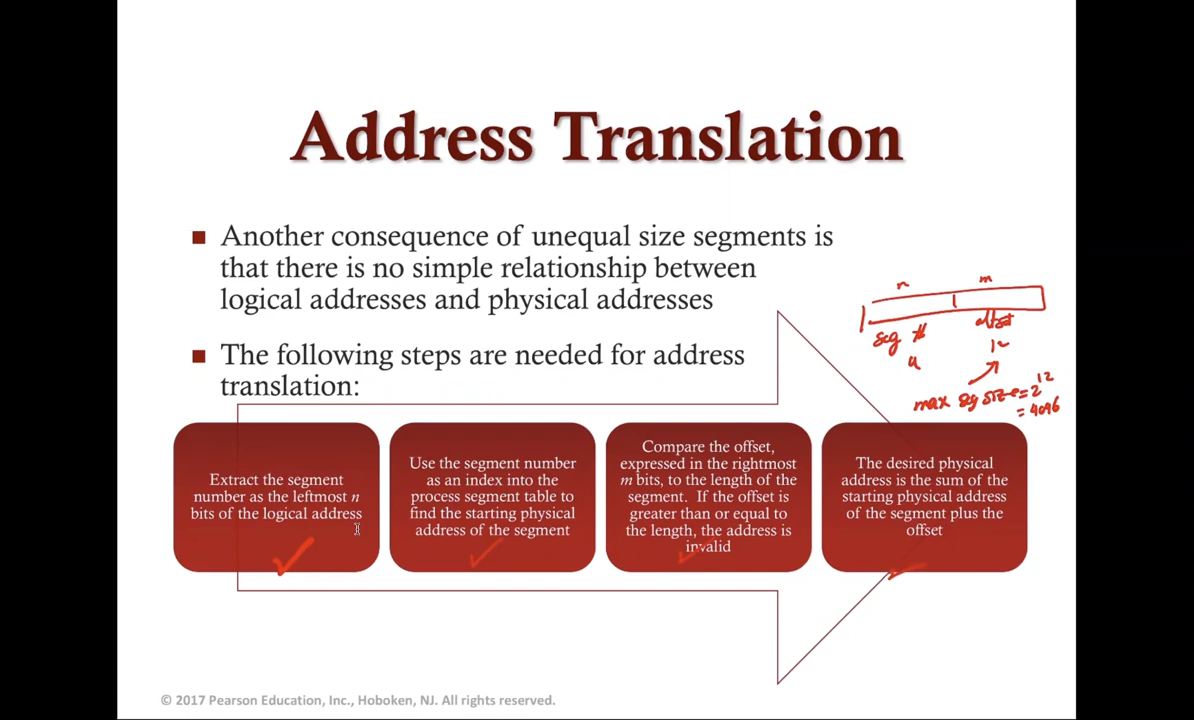 Address Translation
Another consequence of unequal size segments is
that there is no simple relationship between
logical addresses and physical addresses
The following steps are needed for address
translation:
n m
seg # offset
4 12
max seg size = 2^12
= 4096
Extract the segment
number as the leftmost n
bits of the logical address
Use the segment number
as an index into the
process segment table to
find the starting physical
address of the segment
Compare the offset,
expressed in the rightmost
m bits, to the length of the
segment. If the offset is
greater than or equal to
the length, the address is
invalid
The desired physical
address is the sum of the
starting physical address
of the segment plus the
offset
© 2017 Pearson Education, Inc., Hoboken, NJ. All rights reserved.